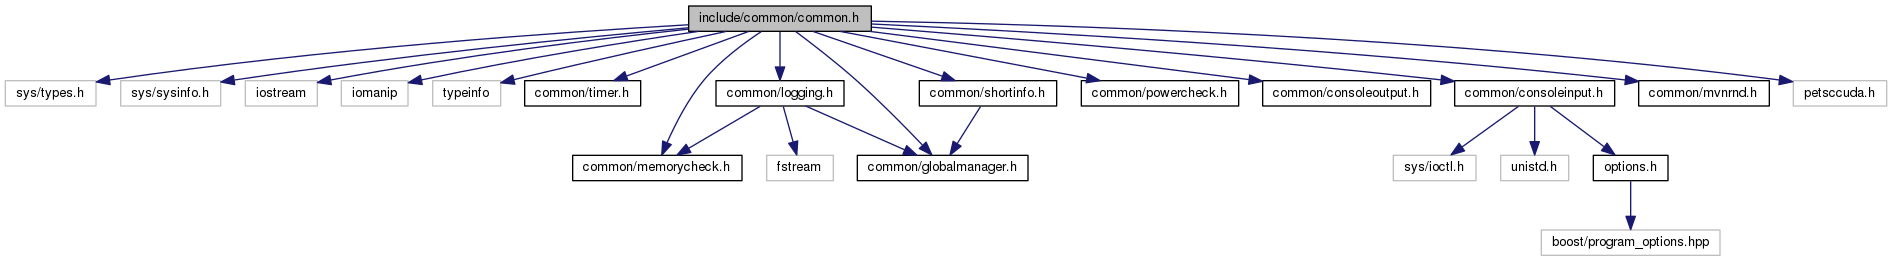 include/common/common.h
sys/types.h
sys/sysinfo.h
iostream
iomanip
typeinfo
common/timer.h
common/logging.h
common/shortinfo.h
common/powercheck.h
common/consoleoutput.h
common/consoleinput.h
common/mvnrnd.h
petsccuda.h
common/memorycheck.h
fstream
common/globalmanager.h
sys/ioctl.h
unistd.h
options.h
boost/program_options.hpp